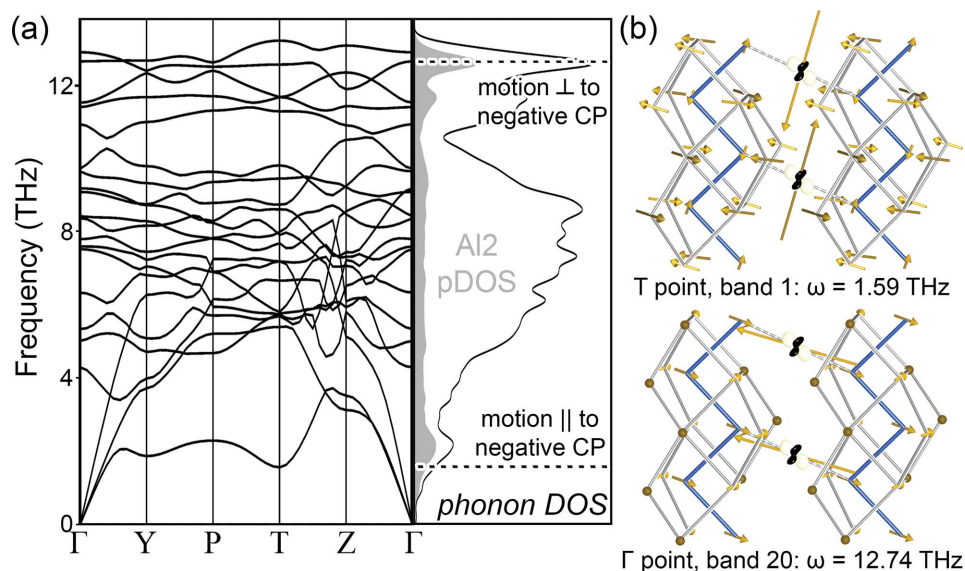 (a)
Frequency (THz)
12
8
4
0
Γ Y P T Z Γ
motion ⊥ to
negative CP
Al2
pDOS
motion || to
negative CP
phonon DOS
(b)
T point, band 1: ω = 1.59 THz
Γ point, band 20: ω = 12.74 THz